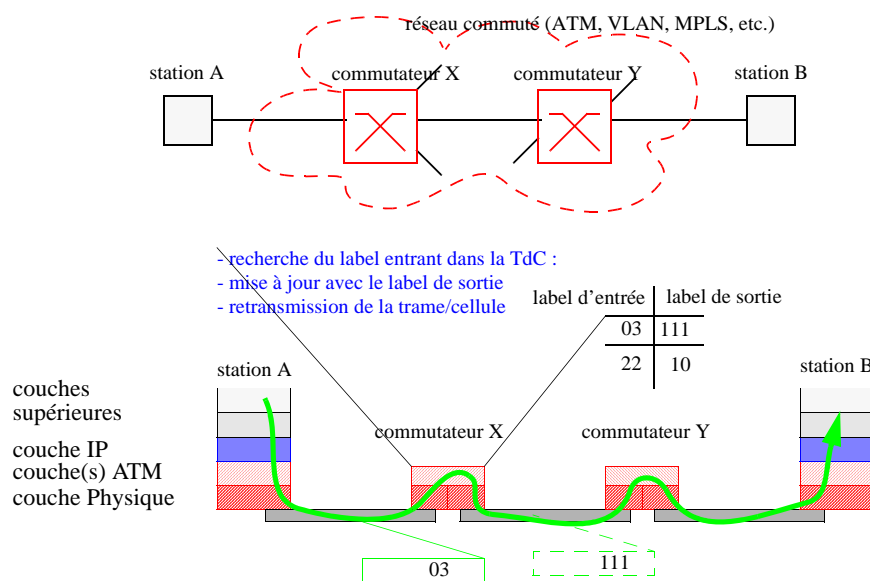 réseau commuté (ATM, VLAN, MPLS, etc.)
station A
commutateur X
commutateur Y
station B
- recherche du label entrant dans la TdC :
- mise à jour avec le label de sortie
- retransmission de la trame/cellule
label d’entrée
label de sortie
03
111
22
10
station A
station B
couches
supérieures
couche IP
couche(s) ATM
couche Physique
commutateur X
commutateur Y
03
111